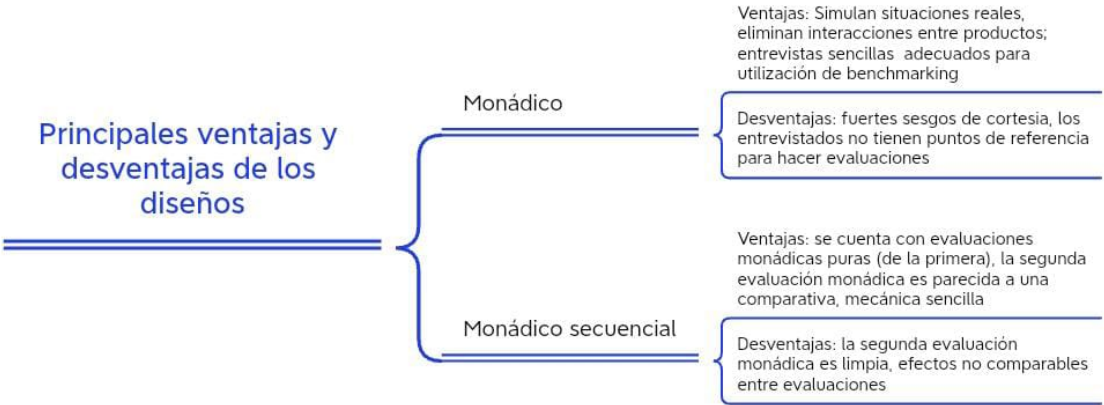 Principales ventajas y
desventajas de los
diseños
Monádico
Ventajas: Simulan situaciones reales,
eliminan interacciones entre productos;
entrevistas sencillas adecuados para
utilización de benchmarking
Desventajas: fuertes sesgos de cortesia, los
entrevistados no tienen puntos de referencia
para hacer evaluaciones
Monádico secuencial
Ventajas: se cuenta con evaluaciones
monádicas puras (de la primera), la segunda
evaluación monádica es parecida a una
comparativa, mecánica sencilla
Desventajas: la segunda evaluación
monádica es limpia, efectos no comparables
entre evaluaciones